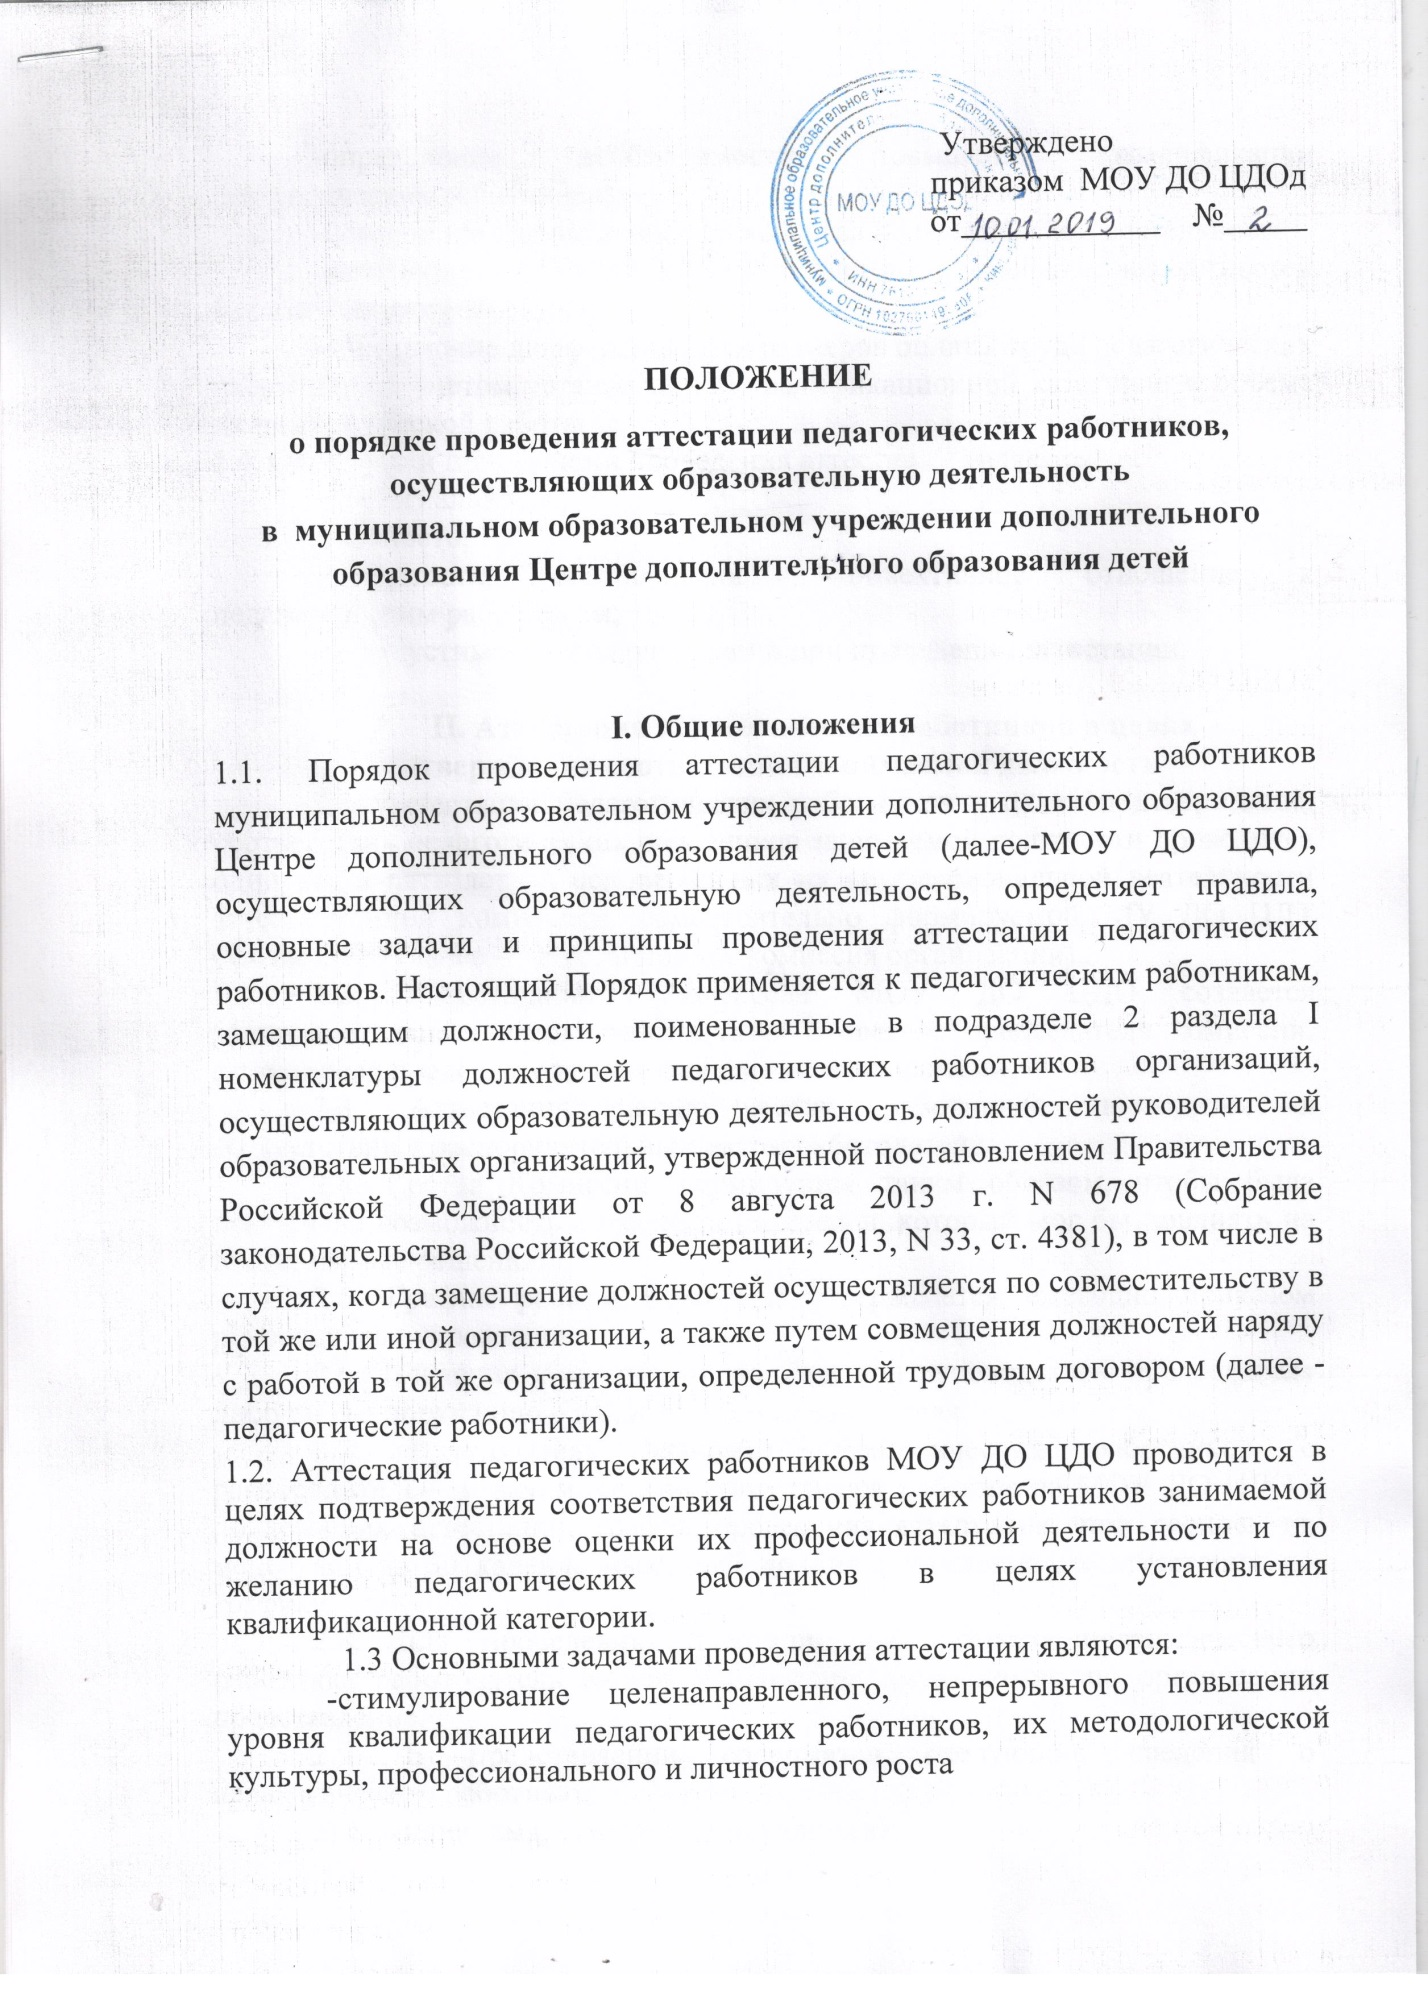 Утверждено
приказом МОУ ДО ЦДОд
от 10.01.2019 № 2
МОУ ДО ЦДОД
ПОЛОЖЕНИЕ
о порядке проведения аттестации педагогических работников,
осуществляющих образовательную деятельность
в муниципальном образовательном учреждении дополнительного
образования Центре дополнительного образования детей
I. Общие положения
1.1. Порядок проведения аттестации педагогических работников
муниципальном образовательном учреждении дополнительного образования
Центре дополнительного образования детей (далее-МОУ ДО ЦДО),
осуществляющих образовательную деятельность, определяет правила,
основные задачи и принципы проведения аттестации педагогических
работников. Настоящий Порядок применяется к педагогическим работникам,
замещающим должности, поименованные в подразделе 2 раздела I
номенклатуры должностей педагогических работников организаций,
осуществляющих образовательную деятельность, должностей руководителей
образовательных организаций, утвержденной постановлением Правительства
Российской Федерации от 8 августа 2013 г. N 678 (Собрание
законодательства Российской Федерации, 2013, N 33, ст. 4381), в том числе в
случаях, когда замещение должностей осуществляется по совместительству в
той же или иной организации, а также путем совмещения должностей наряду
с работой в той же организации, определенной трудовым договором (далее -
педагогические работники).
1.2. Аттестация педагогических работников МОУ ДО ЦДО проводится в
целях подтверждения соответствия педагогических работников занимаемой
должности на основе оценки их профессиональной деятельности и по
желанию педагогических работников в целях установления
квалификационной категории.
1.3 Основными задачами проведения аттестации являются:
-стимулирование целенаправленного, непрерывного повышения
уровня квалификации педагогических работников, их методологической
культуры, профессионального и личностного роста